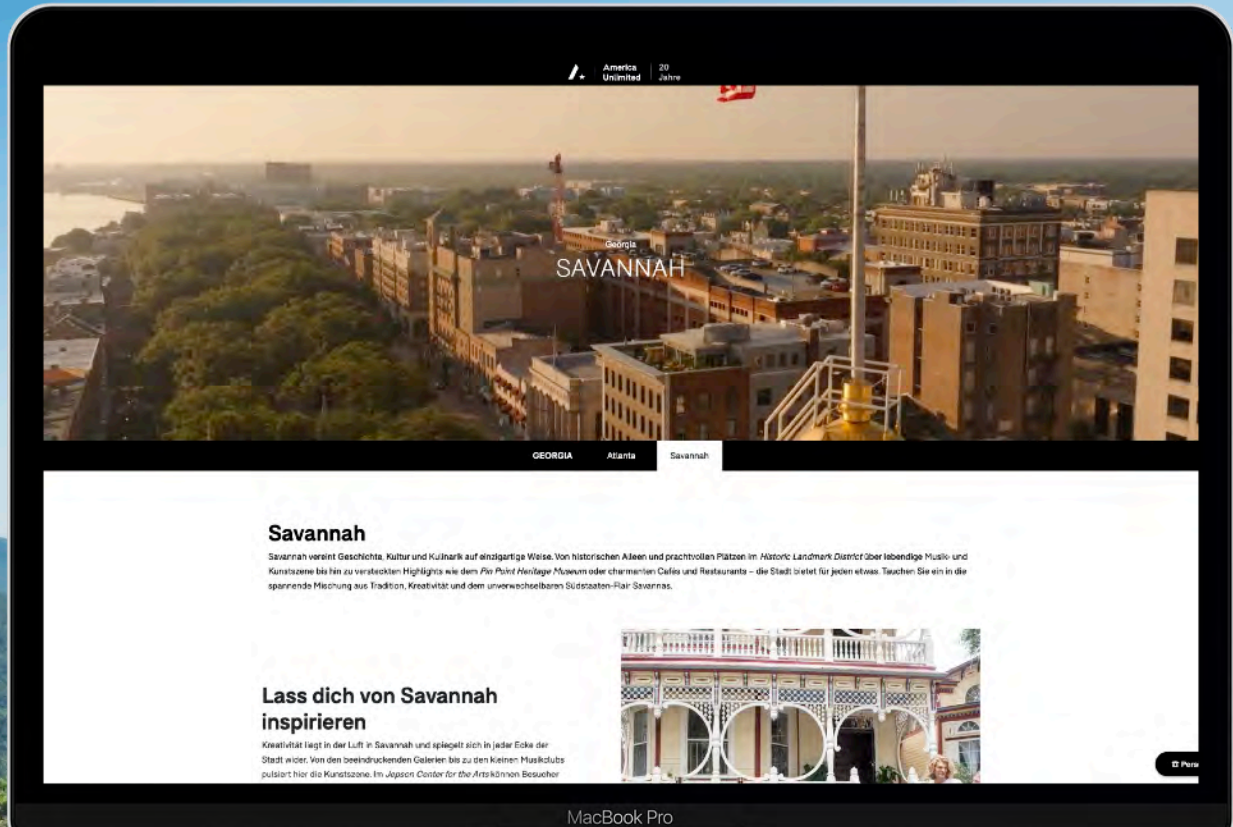 America
Unlimited
20
Jahre
Georgia
SAVANNAH
GEORGIA Atlanta Savannah
Savannah
Savannah vereint Geschichte, Kultur und Kulinarik auf einzigartige Weise. Von historischen Alleen und prachtvollen Plätzen im Historic Landmark District über lebendige Musik- und
Kunstszene bis hin zu versteckten Highlights wie dem Pin Point Heritage Museum oder charmanten Cafés und Restaurants – die Stadt bietet für jeden etwas. Tauchen Sie ein in die
spannende Mischung aus Tradition, Kreativität und dem unverwechselbaren Südstaaten-Flair Savannas.
Lass dich von Savannah
inspirieren
Kreativität liegt in der Luft in Savannah und spiegelt sich in jeder Ecke der
Stadt wider. Von den beeindruckenden Galerien bis zu den kleinen Musikclubs
pulsiert hier die Kunstszene. Im Jepson Center for the Arts können Besucher
Pers
MacBook Pro